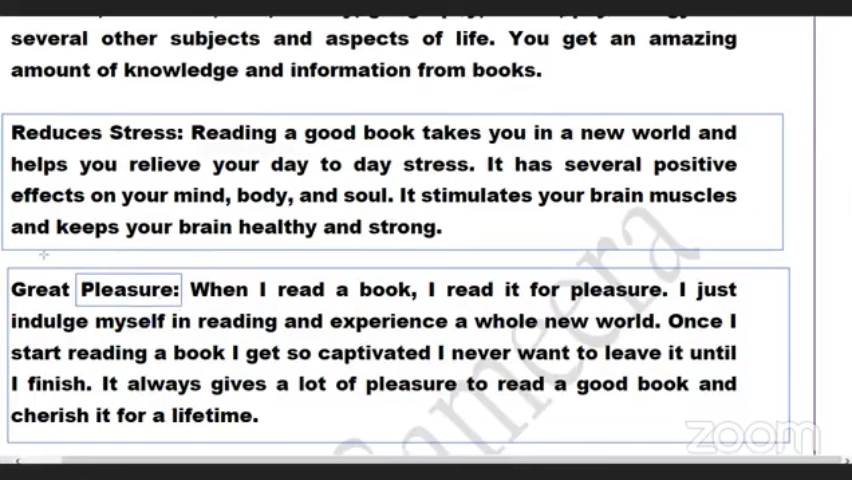 several other subjects and aspects of life. You get an amazing
amount of knowledge and information from books.
Reduces Stress: Reading a good book takes you in a new world and
helps you relieve your day to day stress. It has several positive
effects on your mind, body, and soul. It stimulates your brain muscles
and keeps your brain healthy and strong.
Great Pleasure: When I read a book, I read it for pleasure. I just
indulge myself in reading and experience a whole new world. Once I
start reading a book I get so captivated I never want to leave it until
I finish. It always gives a lot of pleasure to read a good book and
cherish it for a lifetime.
Sameera
zoom